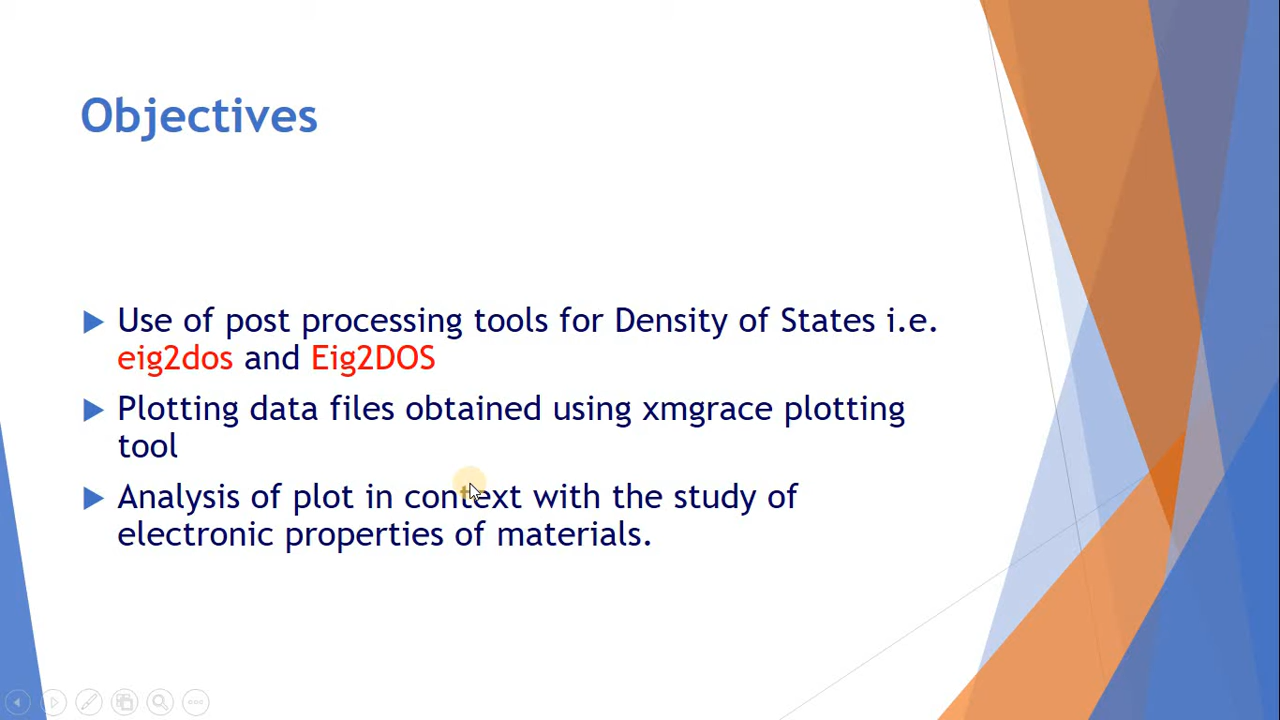 Objectives
Use of post processing tools for Density of States i.e.
eig2dos and Eig2DOS
Plotting data files obtained using xmgrace plotting
tool
Analysis of plot in context with the study of
electronic properties of materials.